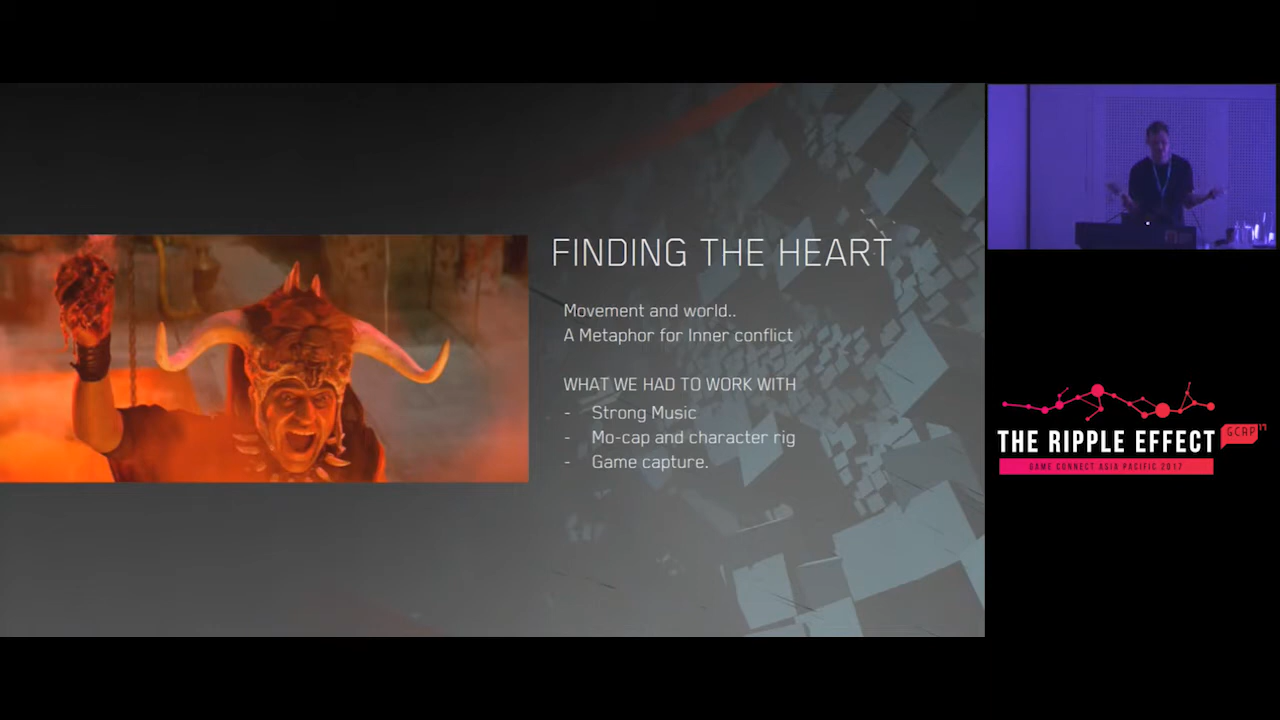 FINDING THE HEART
Movement and world..
A Metaphor for Inner conflict
WHAT WE HAD TO WORK WITH
- Strong Music
- Mo-cap and character rig
- Game capture.
THE RIPPLE EFFECT
GCAP17
GAME CONNECT ASIA PACIFIC 2017